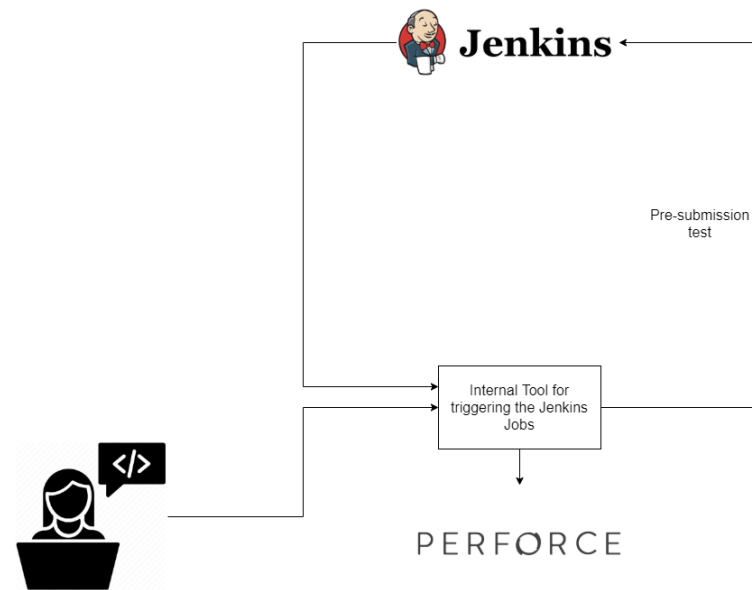 Jenkins
Pre-submission
test
Internal Tool for
triggering the Jenkins
Jobs
</>
PERFORCE